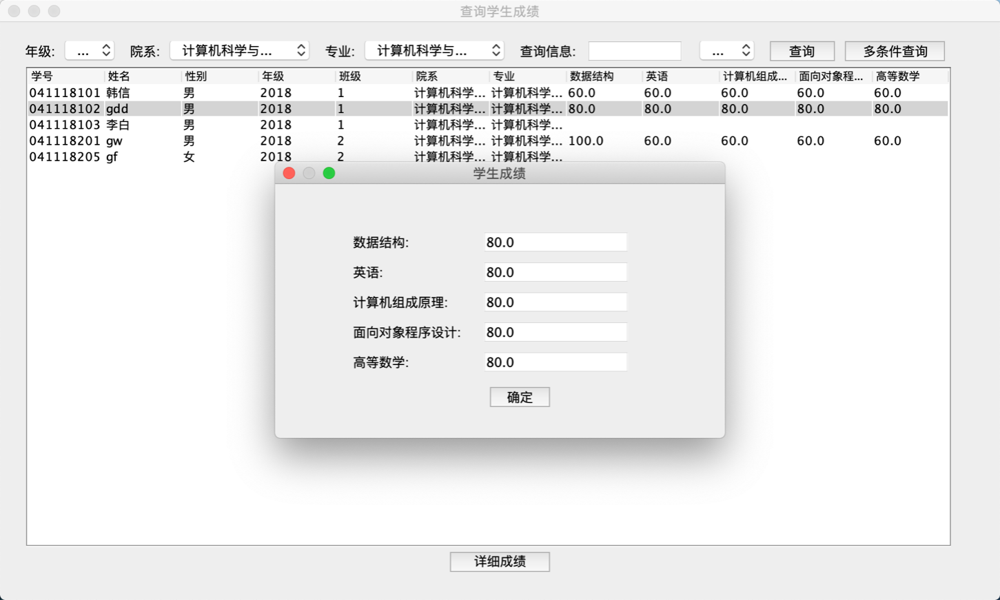 查询学生成绩
年级: ... 院系: 计算机科学与... 专业: 计算机科学与... 查询信息: ... 查询 多条件查询
学号 姓名 性别 年级 班级 院系 专业 数据结构 英语 计算机组成... 面向对象程... 高等数学
041118101 韩信 男 2018 1 计算机科学... 计算机科学... 60.0 60.0 60.0 60.0 60.0
041118102 gdd 男 2018 1 计算机科学... 计算机科学... 80.0 80.0 80.0 80.0 80.0
041118103 李白 男 2018 1 计算机科学... 计算机科学...
041118201 gw 男 2018 2 计算机科学... 计算机科学... 100.0 60.0 60.0 60.0 60.0
041118205 gf 女 2018 2 计算机科学... 计算机科学...
学生成绩
数据结构: 80.0
英语: 80.0
计算机组成原理: 80.0
面向对象程序设计: 80.0
高等数学: 80.0
确定
详细成绩